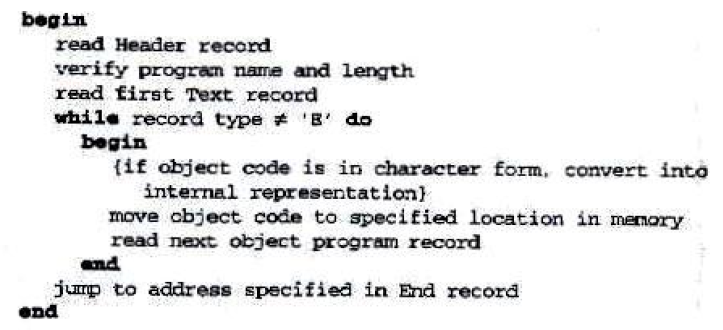 begin
read Header record
verify program name and length
read first Text record
while record type ≠ 'E' do
begin
{if object code is in character form, convert into
internal representation}
move object code to specified location in memory
read next object program record
end
jump to address specified in End record
end